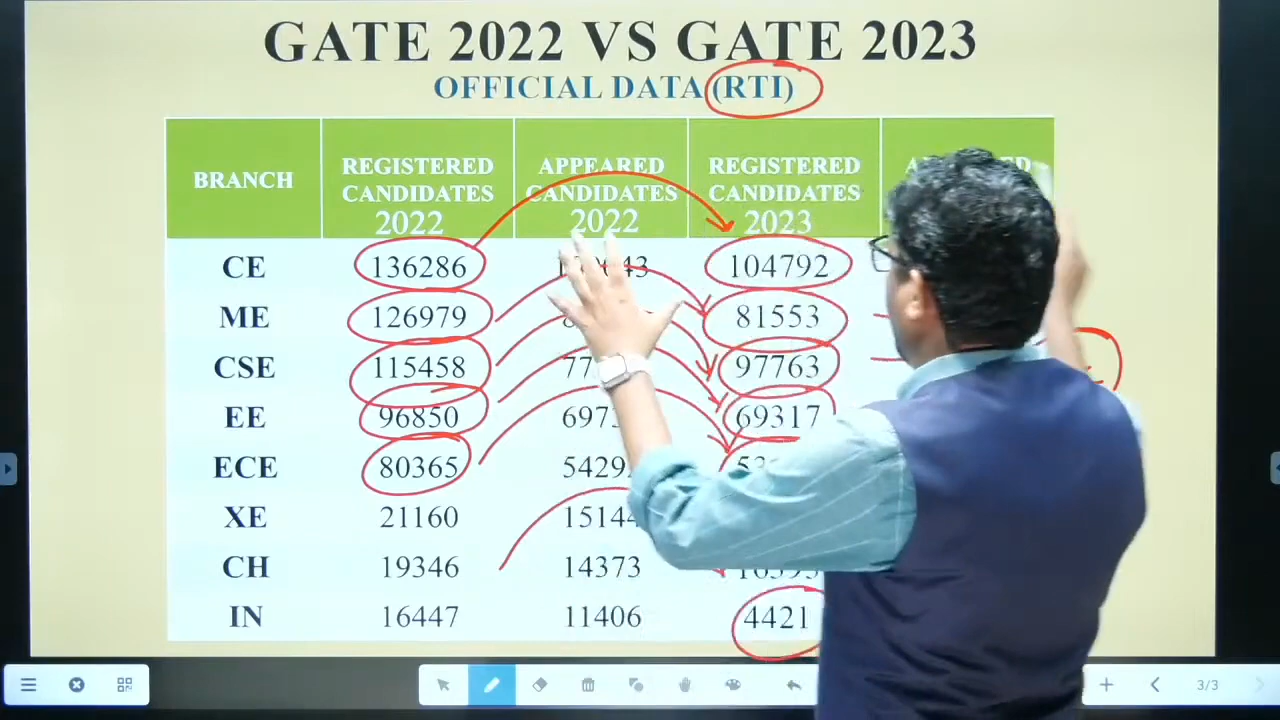 GATE 2022 VS GATE 2023
OFFICIAL DATA (RTI)
BRANCH REGISTERED CANDIDATES 2022 APPEARED CANDIDATES 2022 REGISTERED CANDIDATES 2023
CE 136286 104792
ME 126979 81553
CSE 115458 97763
EE 96850 69317
ECE 80365
XE 21160 15144
CH 19346 14373
IN 16447 11406 4421
3/3